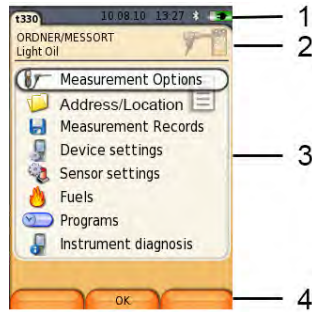 t330 10.08.10 13:27 1
ORDNER/MESSORT 2
Light Oil
Measurement Options
Address/Location
Measurement Records
Device settings 3
Sensor settings
Fuels
Programs
Instrument diagnosis
OK 4